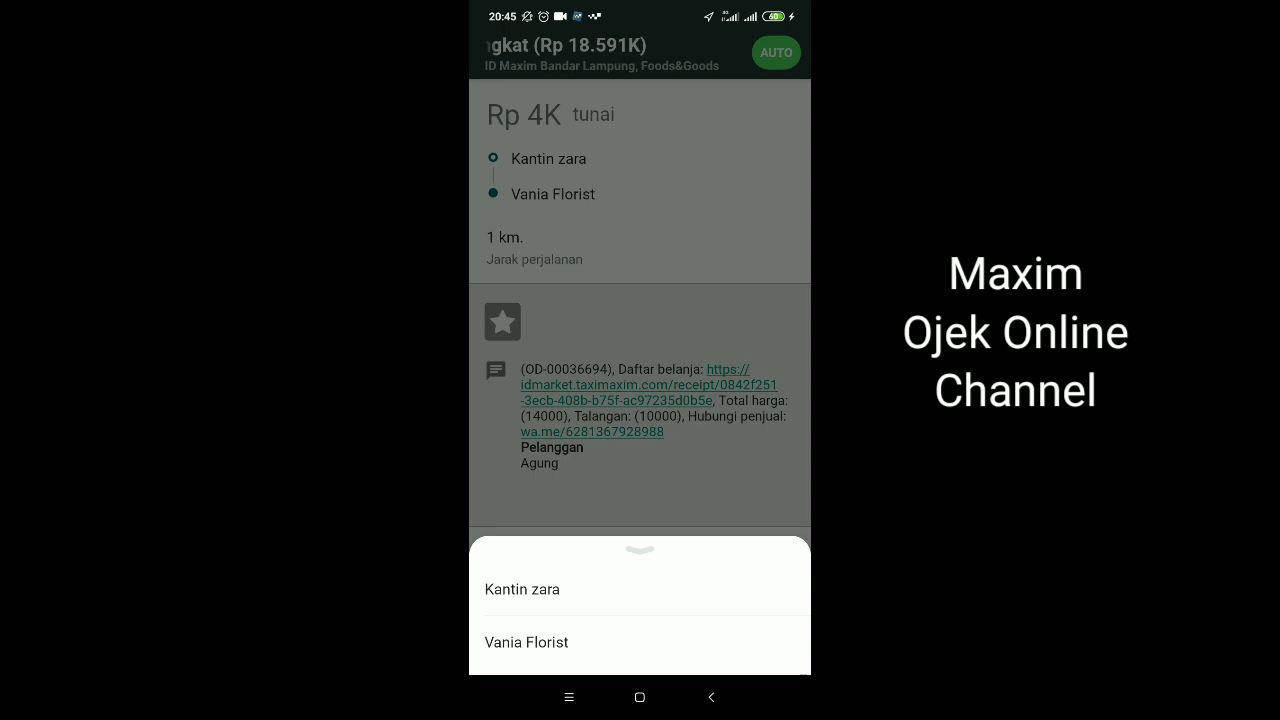 20:45
4G
60
ngkat (Rp 18.591K)
ID Maxim Bandar Lampung, Foods&Goods
AUTO
Rp 4K tunai
Kantin zara
Vania Florist
1 km.
Jarak perjalanan
(OD-00036694), Daftar belanja: https://
idmarket.taximaxim.com/receipt/0842f251
-3ecb-408b-b75f-ac97235d0b5e, Total harga:
(14000), Talangan: (10000), Hubungi penjual:
wa.me/6281367928988
Pelanggan
Agung
Kantin zara
Vania Florist
Maxim
Ojek Online
Channel